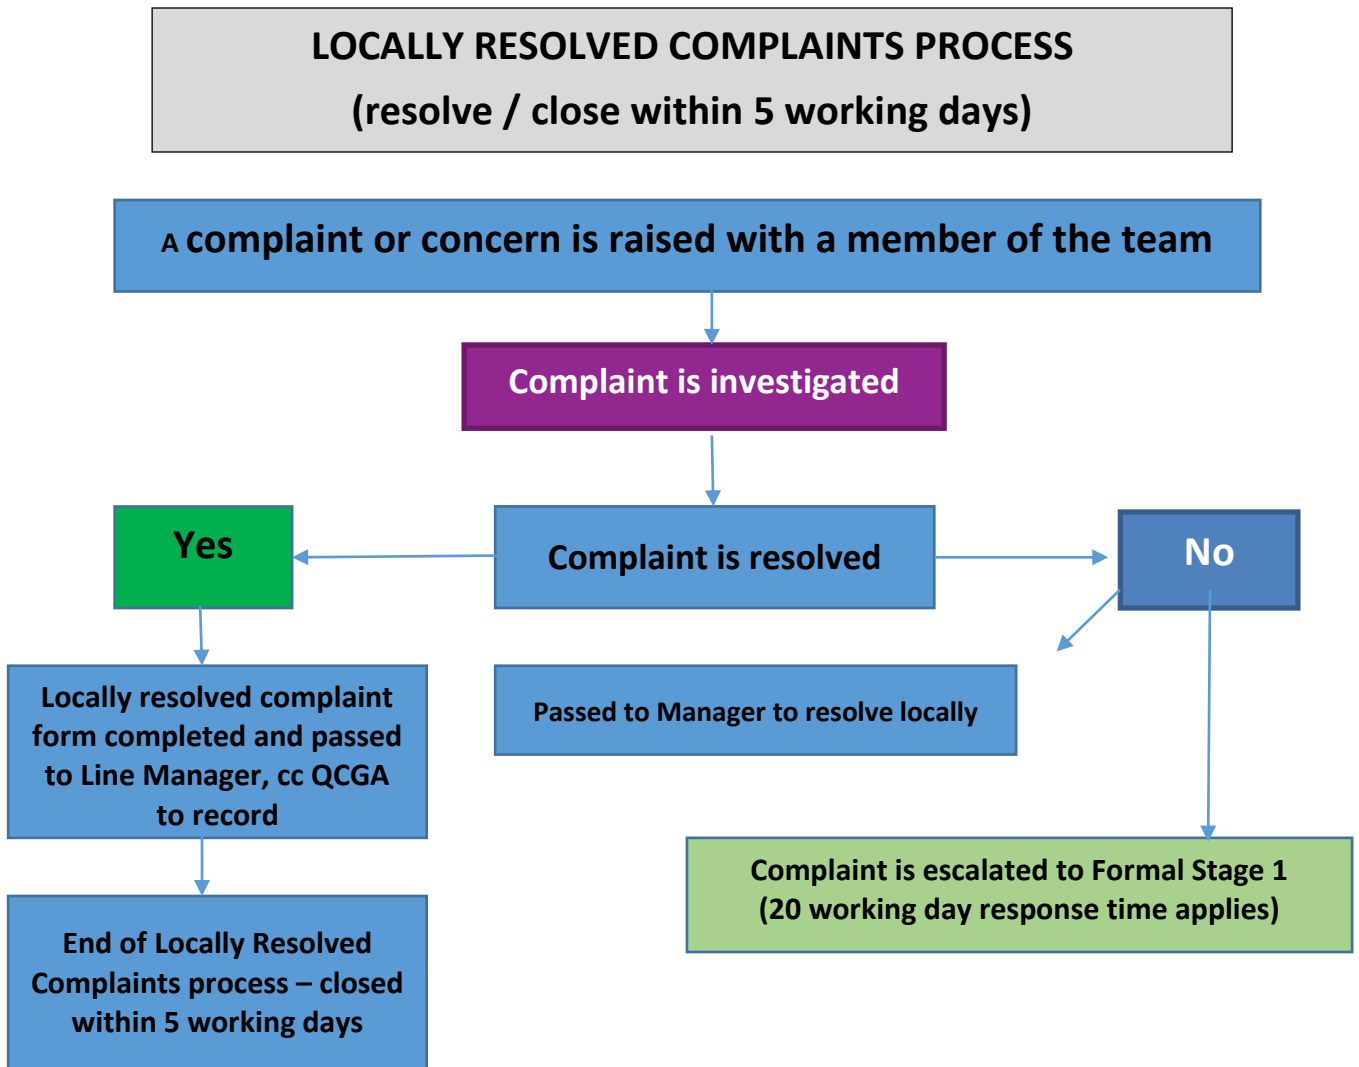 LOCALLY RESOLVED COMPLAINTS PROCESS
(resolve / close within 5 working days)
A complaint or concern is raised with a member of the team
Complaint is investigated
Yes
Complaint is resolved
No
Locally resolved complaint
form completed and passed
to Line Manager, cc QCGA
to record
Passed to Manager to resolve locally
Complaint is escalated to Formal Stage 1
(20 working day response time applies)
End of Locally Resolved
Complaints process – closed
within 5 working days